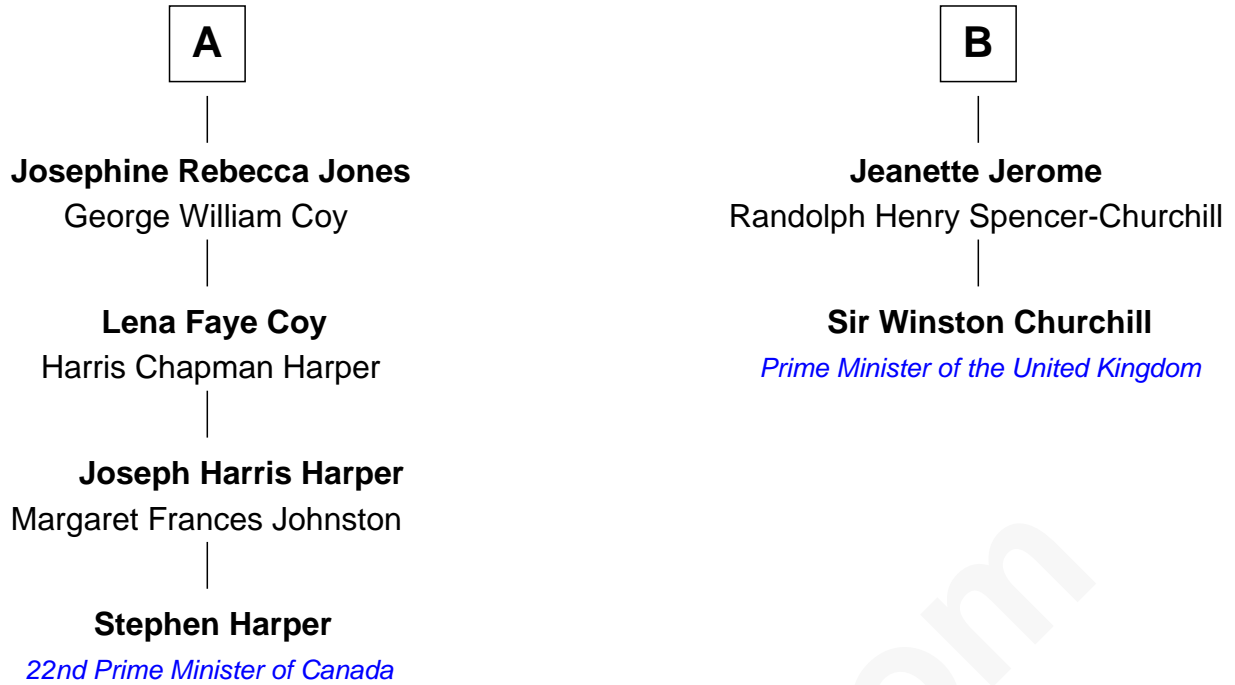 A
Josephine Rebecca Jones
George William Coy
Lena Faye Coy
Harris Chapman Harper
Joseph Harris Harper
Margaret Frances Johnston
Stephen Harper
22nd Prime Minister of Canada
B
Jeanette Jerome
Randolph Henry Spencer-Churchill
Sir Winston Churchill
Prime Minister of the United Kingdom
om